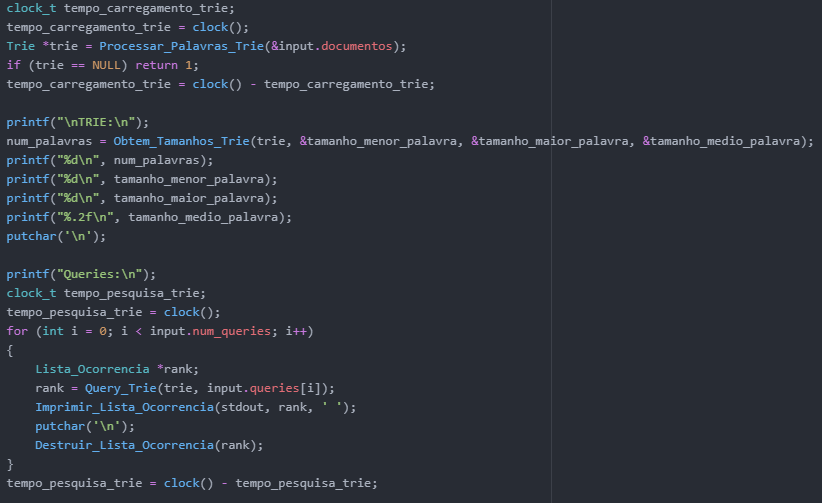 clock_t tempo_carregamento_trie;
tempo_carregamento_trie = clock();
Trie *trie = Processar_Palavras_Trie(&input.documentos);
if (trie == NULL) return 1;
tempo_carregamento_trie = clock() - tempo_carregamento_trie;

printf("\nTRIE:\n");
num_palavras = Obtem_Tamanhos_Trie(trie, &tamanho_menor_palavra, &tamanho_maior_palavra, &tamanho_medio_palavra);
printf("%d\n", num_palavras);
printf("%d\n", tamanho_menor_palavra);
printf("%d\n", tamanho_maior_palavra);
printf("%.2f\n", tamanho_medio_palavra);
putchar('\n');

printf("Queries:\n");
clock_t tempo_pesquisa_trie;
tempo_pesquisa_trie = clock();
for (int i = 0; i < input.num_queries; i++)
{
    Lista_Ocorrencia *rank;
    rank = Query_Trie(trie, input.queries[i]);
    Imprimir_Lista_Ocorrencia(stdout, rank, ' ');
    putchar('\n');
    Destruir_Lista_Ocorrencia(rank);
}
tempo_pesquisa_trie = clock() - tempo_pesquisa_trie;